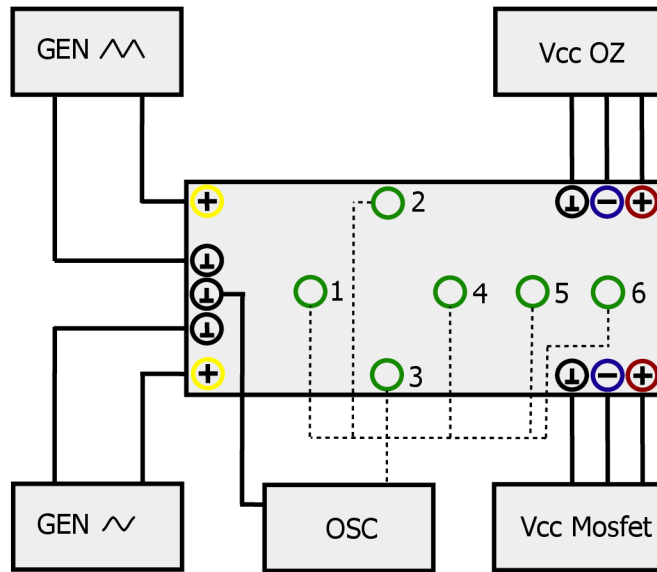 GEN
Vcc OZ
+
2
⊥ − +
⊥
1
4
5
6
⊥
⊥
+
3
⊥ − +
GEN
OSC
Vcc Mosfet